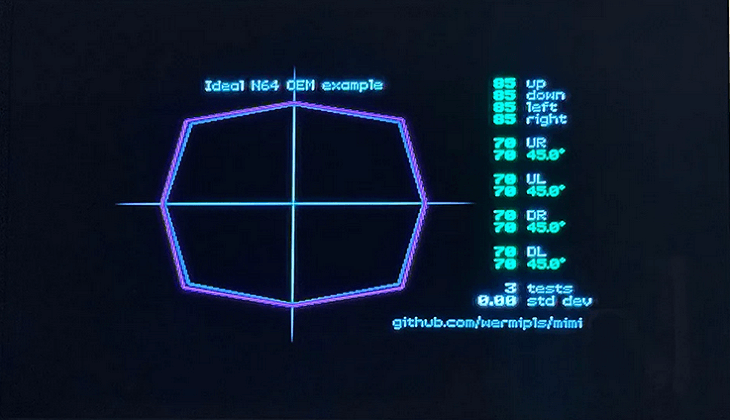 Ideal N64 OEM example
85 up
85 down
85 left
85 right
70 UR
70 45.0°
70 UL
70 45.0°
70 DR
70 45.0°
70 DL
70 45.0°
3 tests
0.00 std dev
github.com/wermipls/mimi